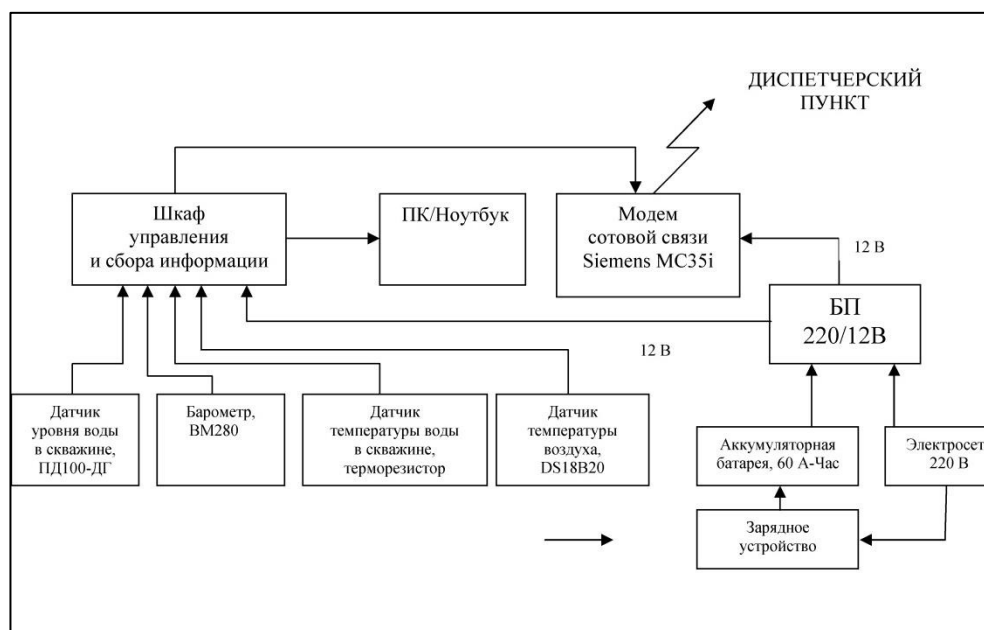 ДИСПЕТЧЕРСКИЙ
ПУНКТ
Шкаф
управления
и сбора информации
ПК/Ноутбук
Модем
сотовой связи
Siemens MC35i
12 В
БП
220/12В
12 В
Датчик
уровня воды
в скважине,
ПД100-ДГ
Барометр,
BM280
Датчик
температуры воды
в скважине,
терморезистор
Датчик
температуры
воздуха,
DS18B20
Аккумуляторная
батарея, 60 А-Час
Электросет
220 В
Зарядное
устройство